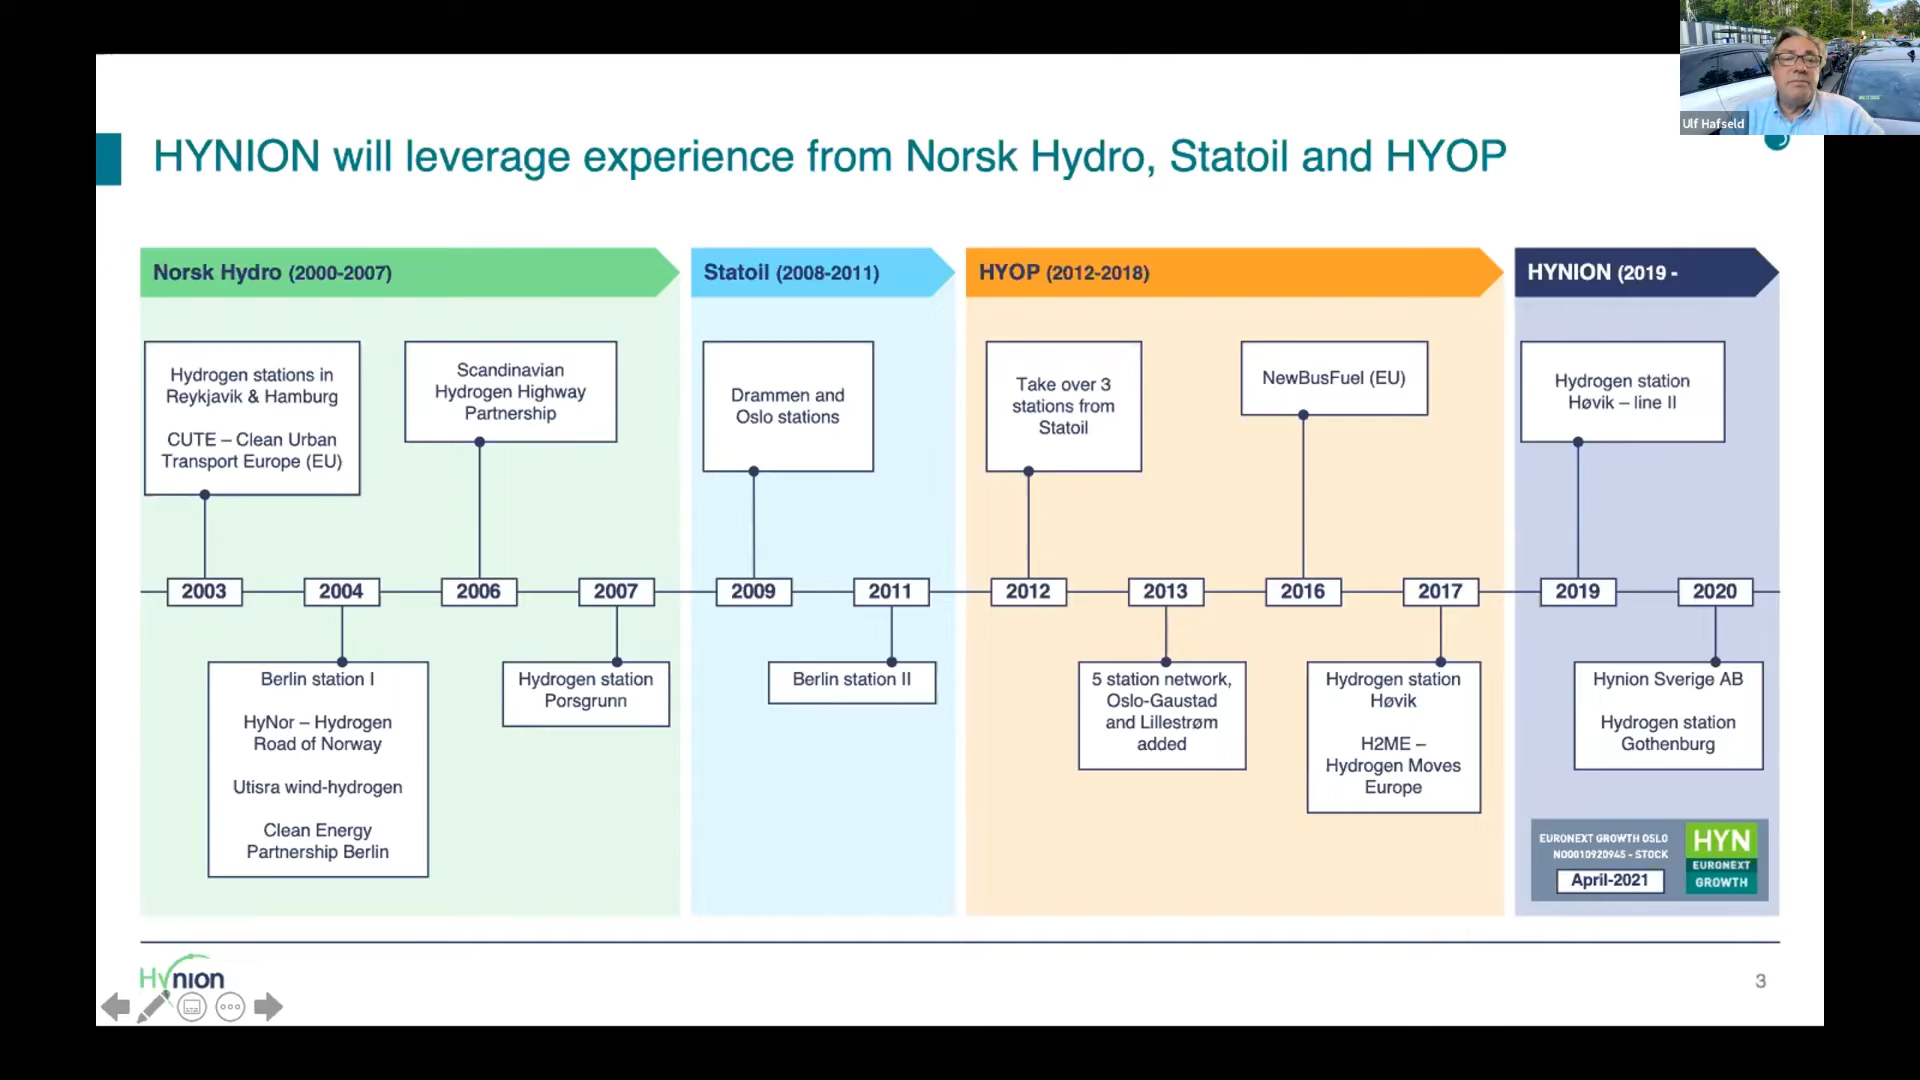 Ulf Hafseld
HYNION will leverage experience from Norsk Hydro, Statoil and HYOP
Norsk Hydro (2000-2007)
Statoil (2008-2011)
HYOP (2012-2018)
HYNION (2019 -
Hydrogen stations in
Reykjavik & Hamburg
CUTE – Clean Urban
Transport Europe (EU)
Scandinavian
Hydrogen Highway
Partnership
Drammen and
Oslo stations
Take over 3
stations from
Statoil
NewBusFuel (EU)
Hydrogen station
Høvik – line II
2003
2004
2006
2007
2009
2011
2012
2013
2016
2017
2019
2020
Berlin station I
HyNor – Hydrogen
Road of Norway
Utisra wind-hydrogen
Clean Energy
Partnership Berlin
Hydrogen station
Porsgrunn
Berlin station II
5 station network,
Oslo-Gaustad
and Lillestrøm
added
Hydrogen station
Høvik
H2ME –
Hydrogen Moves
Europe
Hynion Sverige AB
Hydrogen station
Gothenburg
EURONEXT GROWTH OSLO
NO0010920945 - STOCK
April-2021
HYN
EURONEXT
GROWTH
Hynion
3